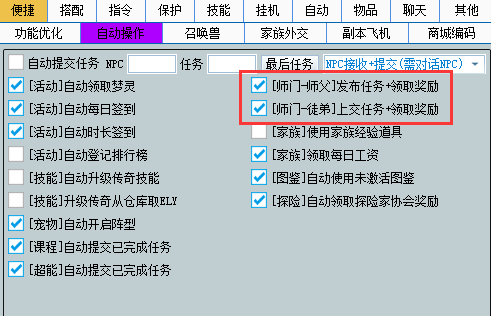 便捷 搭配 指令 保护 技能 挂机 自动 物品 聊天 其他
功能优化 自动操作 召唤兽 家族外交 副本飞机 商城编码
自动提交任务 NPC 任务 最后任务 NPC接收+提交(需对话NPC)
[活动]自动领取梦灵 [师门-师父]发布任务+领取奖励
[活动]自动每日签到 [师门-徒弟]上交任务+领取奖励
[活动]自动时长签到 [家族]使用家族经验道具
[活动]自动登记排行榜 [家族]领取每日工资
[技能]自动升级传奇技能 [图鉴]自动使用未激活图鉴
[技能]升级传奇从仓库取ELY [探险]自动领取探险家协会奖励
[宠物]自动开启阵型
[课程]自动提交已完成任务
[超能]自动提交已完成任务